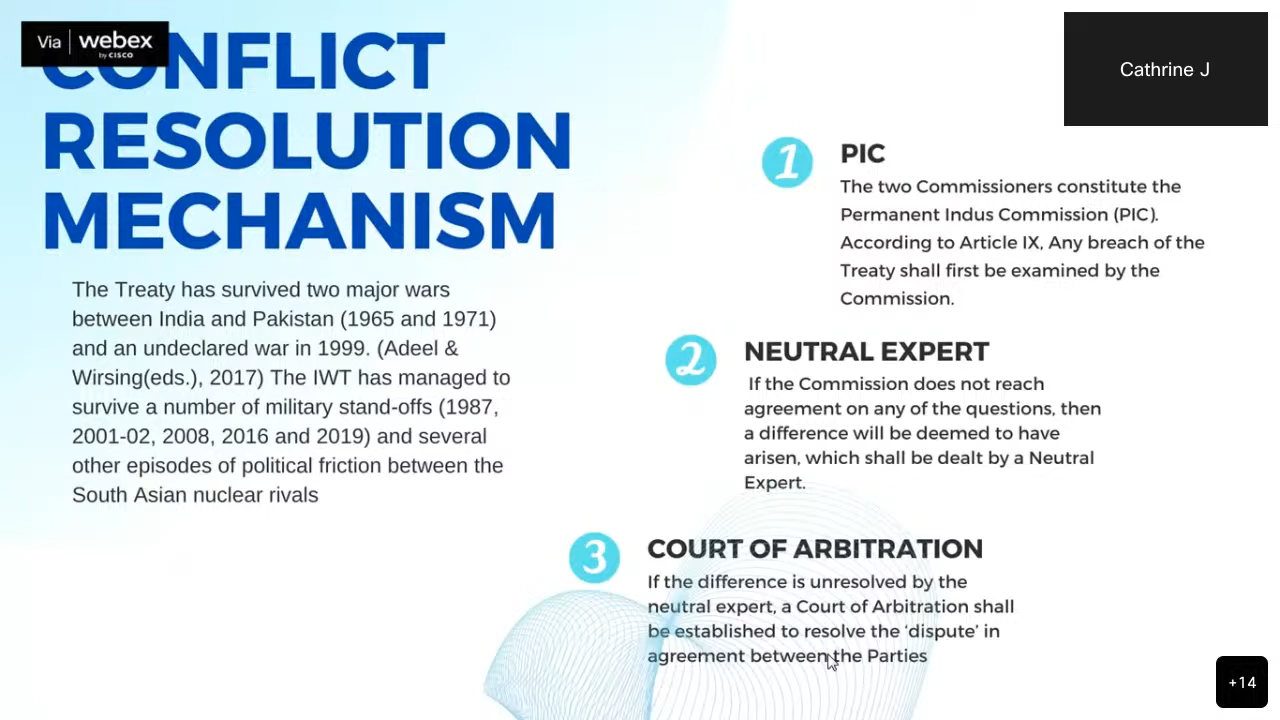 Via webex
by CISCO
CONFLICT
RESOLUTION
MECHANISM
The Treaty has survived two major wars
between India and Pakistan (1965 and 1971)
and an undeclared war in 1999. (Adeel &
Wirsing(eds.), 2017) The IWT has managed to
survive a number of military stand-offs (1987,
2001-02, 2008, 2016 and 2019) and several
other episodes of political friction between the
South Asian nuclear rivals
Cathrine J
1 PIC
The two Commissioners constitute the
Permanent Indus Commission (PIC).
According to Article IX, Any breach of the
Treaty shall first be examined by the
Commission.
2 NEUTRAL EXPERT
If the Commission does not reach
agreement on any of the questions, then
a difference will be deemed to have
arisen, which shall be dealt by a Neutral
Expert.
3 COURT OF ARBITRATION
If the difference is unresolved by the
neutral expert, a Court of Arbitration shall
be established to resolve the ‘dispute’ in
agreement between the Parties
+14